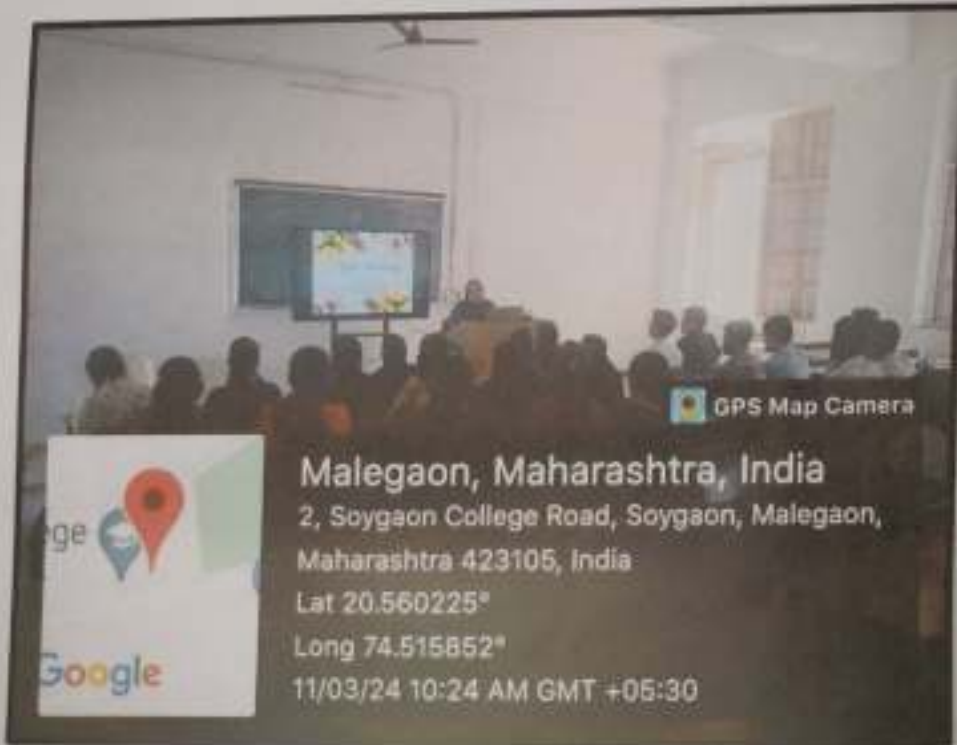 GPS Map Camera
Malegaon, Maharashtra, India
2, Soygaon College Road, Soygaon, Malegaon,
Maharashtra 423105, India
Lat 20.560225°
Long 74.515852°
11/03/24 10:24 AM GMT +05:30
ege
Google